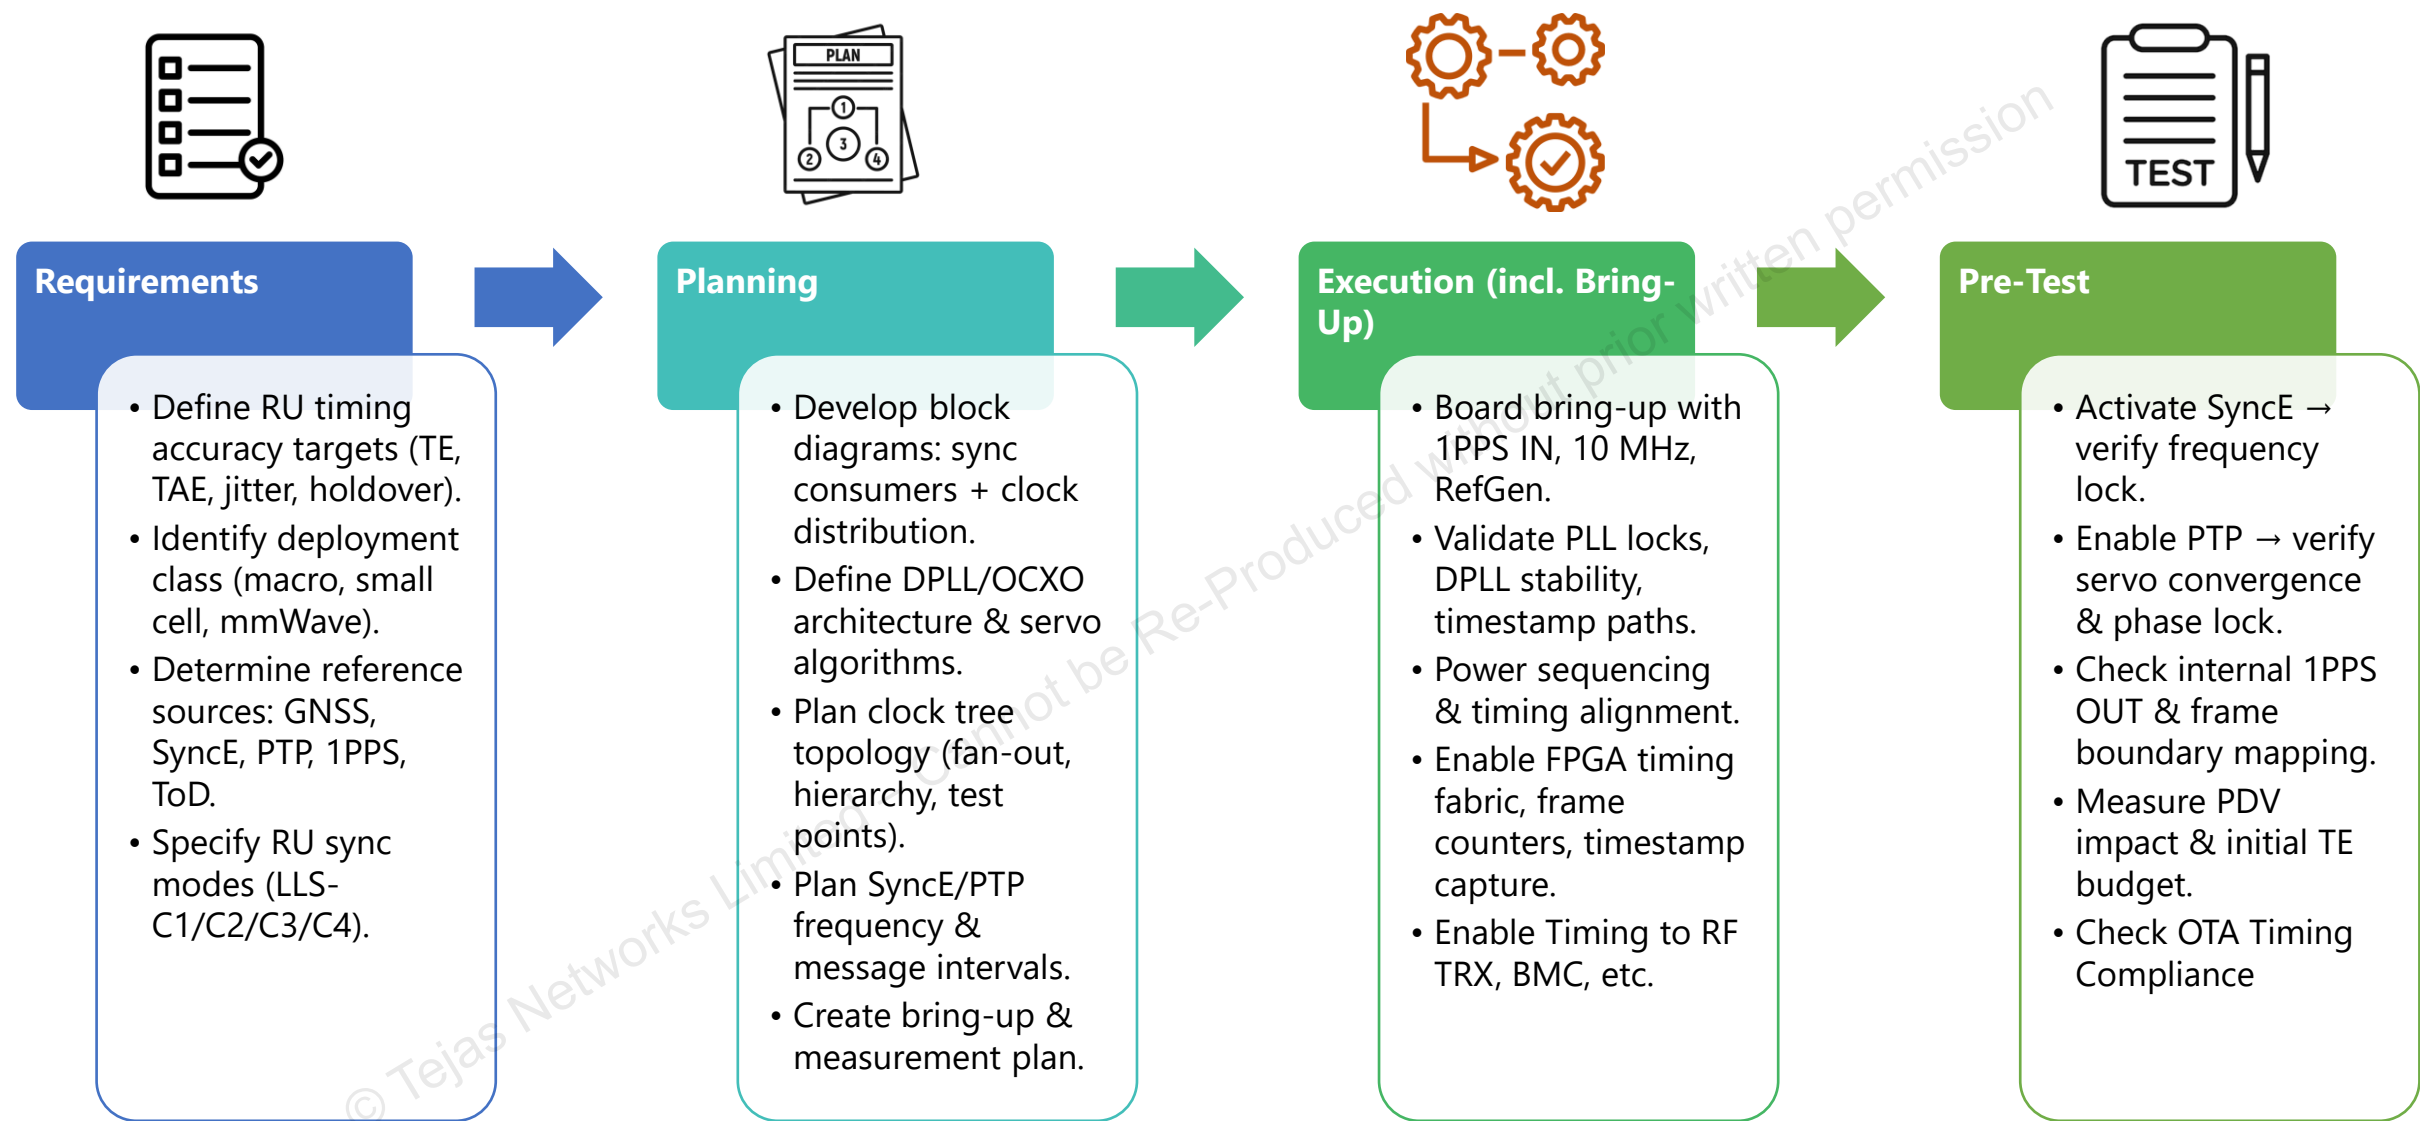 PLAN
1
2
3
4
TEST
Requirements
• Define RU timing
accuracy targets (TE,
TAE, jitter, holdover).
• Identify deployment
class (macro, small
cell, mmWave).
• Determine reference
sources: GNSS,
SyncE, PTP, 1PPS,
ToD.
• Specify RU sync
modes (LLS-
C1/C2/C3/C4).
Planning
• Develop block
diagrams: sync
consumers + clock
distribution.
• Define DPLL/OCXO
architecture & servo
algorithms.
• Plan clock tree
topology (fan-out,
hierarchy, test
points).
• Plan SyncE/PTP
frequency &
message intervals.
• Create bring-up &
measurement plan.
Execution (incl. Bring-
Up)
• Board bring-up with
1PPS IN, 10 MHz,
RefGen.
• Validate PLL locks,
DPLL stability,
timestamp paths.
• Power sequencing
& timing alignment.
• Enable FPGA timing
fabric, frame
counters, timestamp
capture.
• Enable Timing to RF
TRX, BMC, etc.
Pre-Test
• Activate SyncE →
verify frequency
lock.
• Enable PTP → verify
servo convergence
& phase lock.
• Check internal 1PPS
OUT & frame
boundary mapping.
• Measure PDV
impact & initial TE
budget.
• Check OTA Timing
Compliance
© Tejas Networks Limited - Cannot be Re-Produced without prior written permission